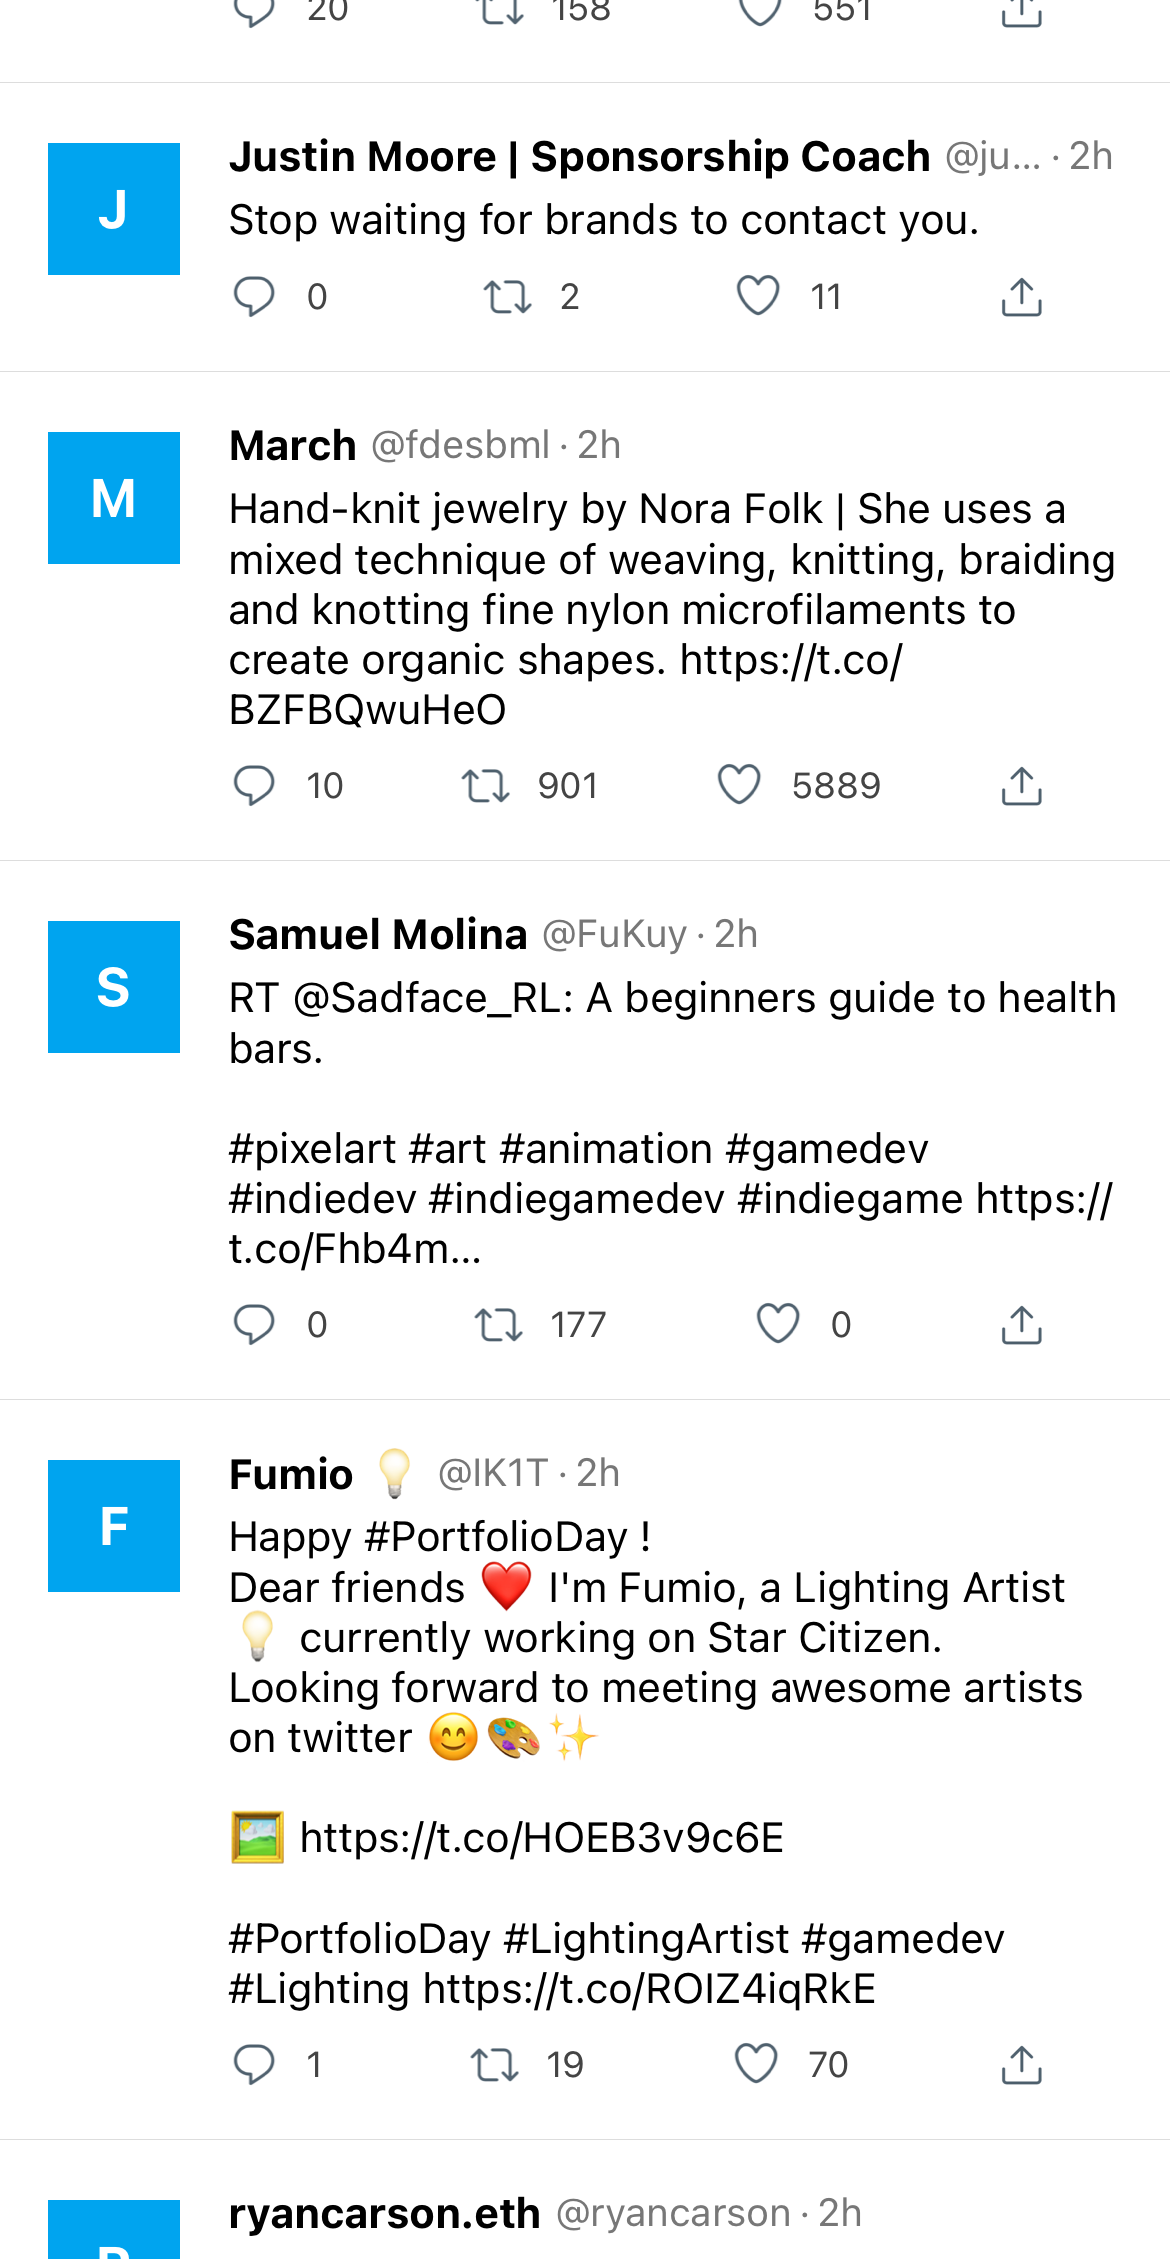 20 158 551
J
Justin Moore | Sponsorship Coach @ju... · 2h
Stop waiting for brands to contact you.
0 2 11
M
March @fdesbml · 2h
Hand-knit jewelry by Nora Folk | She uses a
mixed technique of weaving, knitting, braiding
and knotting fine nylon microfilaments to
create organic shapes. https://t.co/
BZFBQwuHeO
10 901 5889
S
Samuel Molina @FuKuy · 2h
RT @Sadface_RL: A beginners guide to health
bars.
#pixelart #art #animation #gamedev
#indiedev #indiegamedev #indiegame https://
t.co/Fhb4m...
0 177 0
F
Fumio 💡 @IK1T · 2h
Happy #PortfolioDay !
Dear friends ❤️ I'm Fumio, a Lighting Artist
💡 currently working on Star Citizen.
Looking forward to meeting awesome artists
on twitter 😊🎨✨
🖼️ https://t.co/HOEB3v9c6E
#PortfolioDay #LightingArtist #gamedev
#Lighting https://t.co/ROIZ4iqRkE
1 19 70
R
ryancarson.eth @ryancarson · 2h